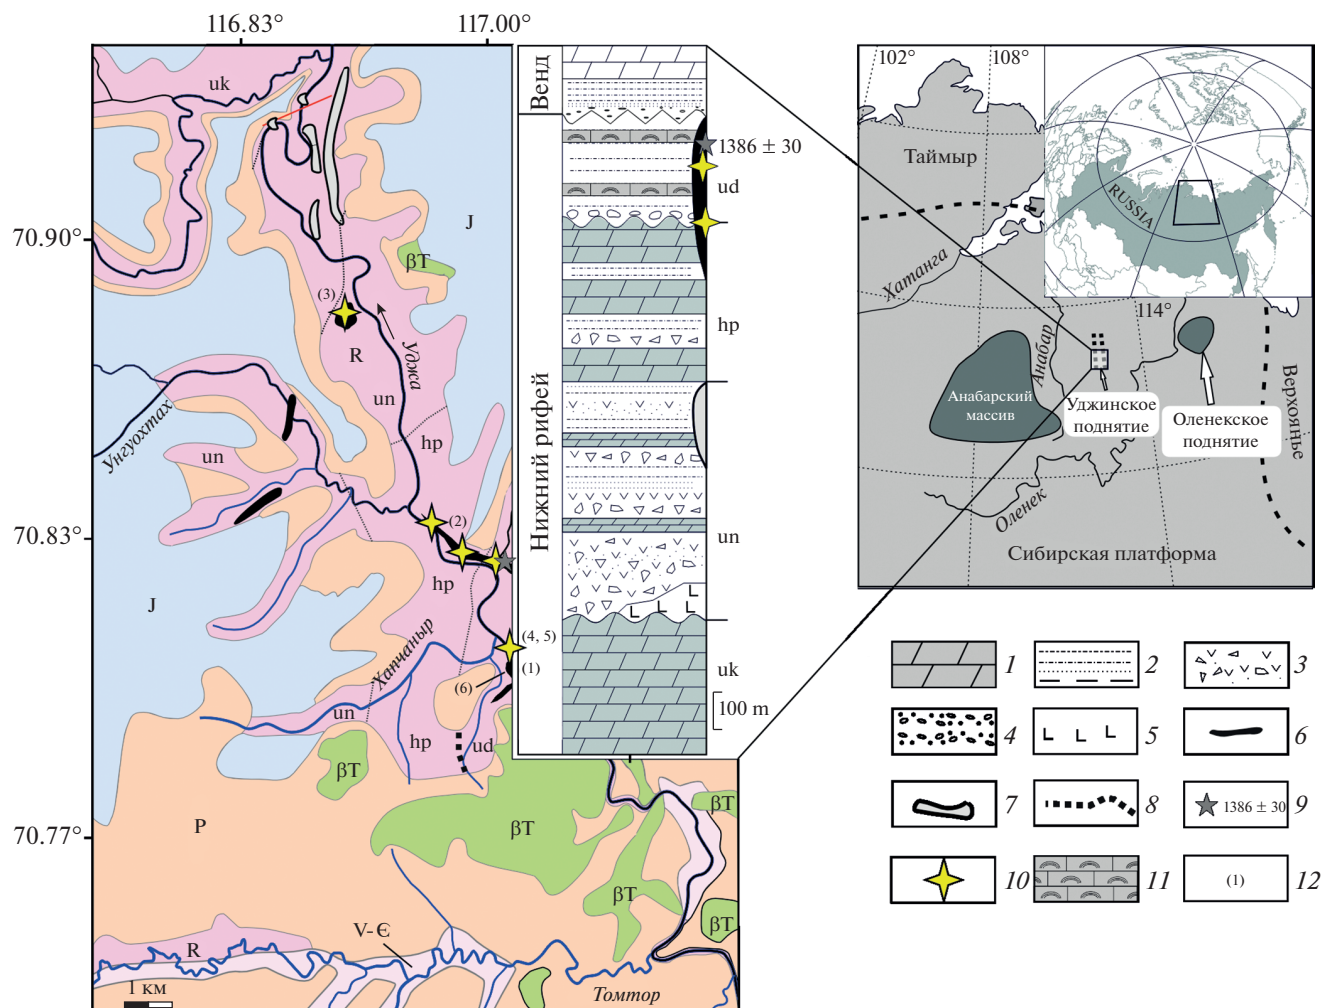 116.83°
117.00°
70.90°
70.83°
70.77°
uk
J
βT
(3)
R
Уджа
un
hp
Унгуохтах
un
(2)
hp
J
Хапчаныр
(4, 5)
(1)
(6)
un
hp
ud
βT
P
βT
βT
βT
βT
V-Є
R
1 км
Томтор
Венд
Нижний рифей
1386 ± 30
ud
hp
un
uk
100 m
102°
108°
Таймыр
RUSSIA
Хатанга
114°
Анабар
Анабарский
массив
Уджинское
поднятие
Оленекское
поднятие
Верхоянье
Оленек
Сибирская платформа
1
2
3
4
5
6
7
8
1386 ± 30
9
10
11
(1)
12